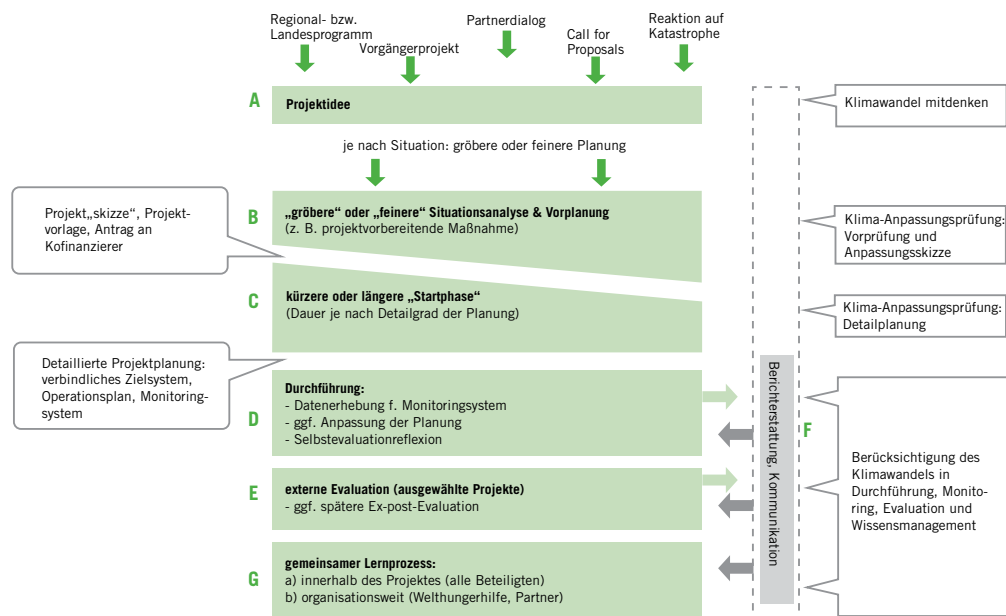 Regional- bzw.
Landesprogramm
Vorgängerprojekt
Partnerdialog
Call for
Proposals
Reaktion auf
Katastrophe
A
Projektidee
Klimawandel mitdenken
je nach Situation: gröbere oder feinere Planung
Projekt„skizze“, Projekt-
vorlage, Antrag an
Kofinanzierer
B
„gröbere“ oder „feinere“ Situationsanalyse & Vorplanung
(z. B. projektvorbereitende Maßnahme)
Klima-Anpassungsprüfung:
Vorprüfung und
Anpassungsskizze
C
kürzere oder längere „Startphase“
(Dauer je nach Detailgrad der Planung)
Klima-Anpassungsprüfung:
Detailplanung
Detaillierte Projektplanung:
verbindliches Zielsystem,
Operationsplan, Monitoring-
system
D
Durchführung:
- Datenerhebung f. Monitoringsystem
- ggf. Anpassung der Planung
- Selbstevaluationreflexion
Berichterstattung, Kommunikation
F
Berücksichtigung des
Klimawandels in
Durchführung, Monito-
ring, Evaluation und
Wissensmanagement
E
externe Evaluation (ausgewählte Projekte)
- ggf. spätere Ex-post-Evaluation
G
gemeinsamer Lernprozess:
a) innerhalb des Projektes (alle Beteiligten)
b) organisationsweit (Welthungerhilfe, Partner)